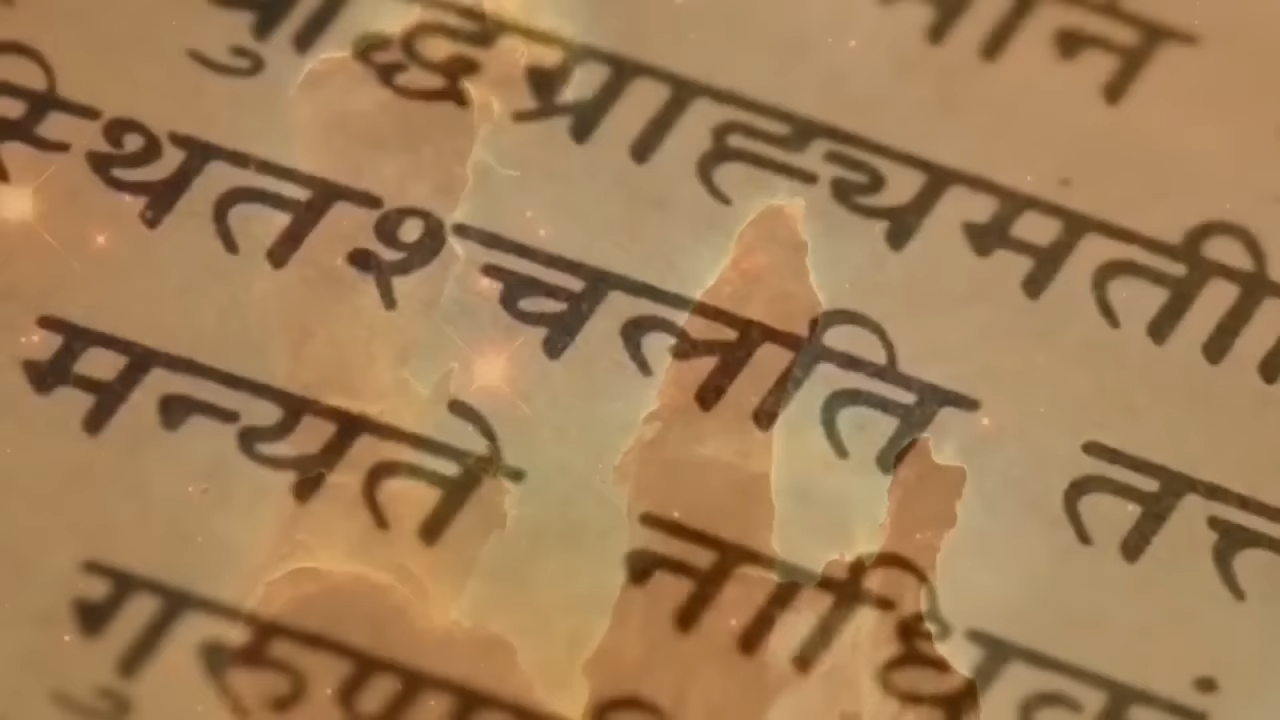 बुद्धिग्राह्यमती
स्थितश्चलति तत्त
मन्यते नाधिकं